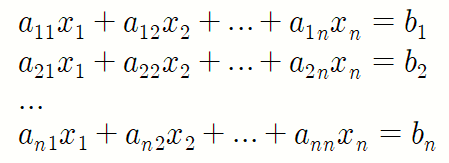 a₁₁x₁ + a₁₂x₂ + ... + a₁ₙxₙ = b₁
a₂₁x₁ + a₂₂x₂ + ... + a₂ₙxₙ = b₂
...
aₙ₁x₁ + aₙ₂x₂ + ... + aₙₙxₙ = bₙ